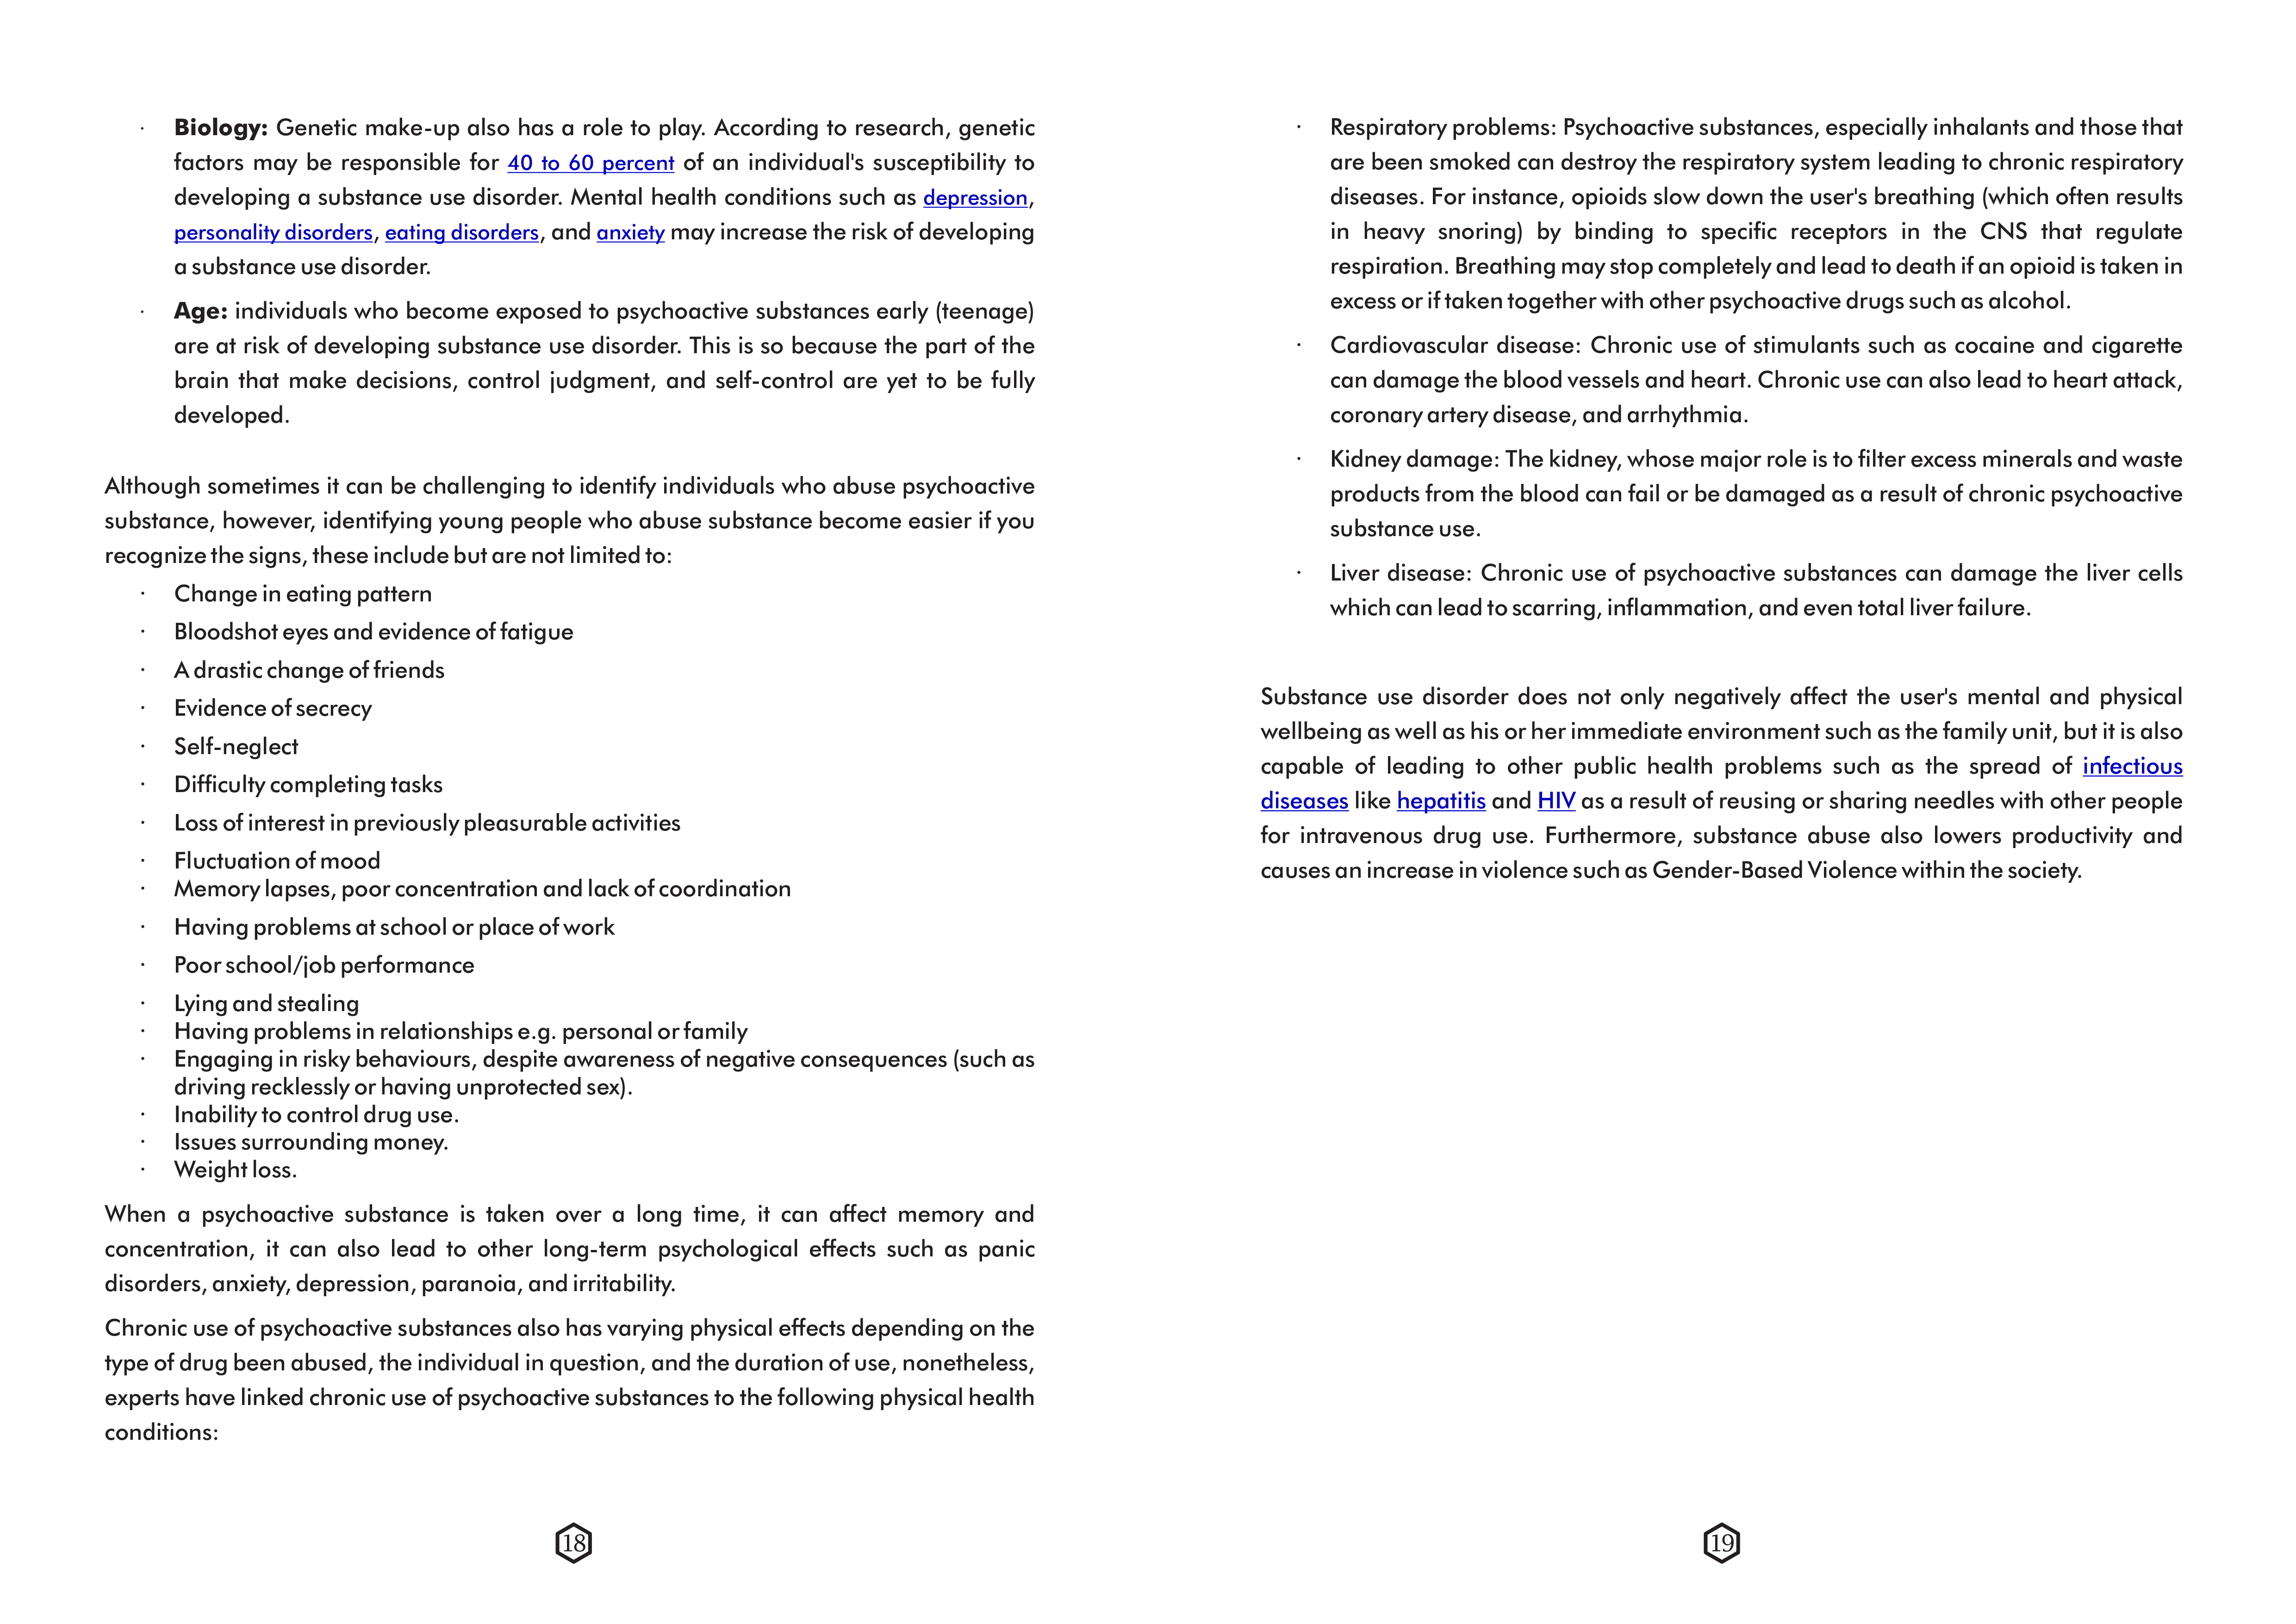 · Biology: Genetic make-up also has a role to play. According to research, genetic
factors may be responsible for 40 to 60 percent of an individual's susceptibility to
developing a substance use disorder. Mental health conditions such as depression,
personality disorders, eating disorders, and anxiety may increase the risk of developing
a substance use disorder.
· Age: individuals who become exposed to psychoactive substances early (teenage)
are at risk of developing substance use disorder. This is so because the part of the
brain that make decisions, control judgment, and self-control are yet to be fully
developed.
Although sometimes it can be challenging to identify individuals who abuse psychoactive
substance, however, identifying young people who abuse substance become easier if you
recognize the signs, these include but are not limited to:
· Change in eating pattern
· Bloodshot eyes and evidence of fatigue
· A drastic change of friends
· Evidence of secrecy
· Self-neglect
· Difficulty completing tasks
· Loss of interest in previously pleasurable activities
· Fluctuation of mood
· Memory lapses, poor concentration and lack of coordination
· Having problems at school or place of work
· Poor school/job performance
· Lying and stealing
· Having problems in relationships e.g. personal or family
· Engaging in risky behaviours, despite awareness of negative consequences (such as
driving recklessly or having unprotected sex).
· Inability to control drug use.
· Issues surrounding money.
· Weight loss.
When a psychoactive substance is taken over a long time, it can affect memory and
concentration, it can also lead to other long-term psychological effects such as panic
disorders, anxiety, depression, paranoia, and irritability.
Chronic use of psychoactive substances also has varying physical effects depending on the
type of drug been abused, the individual in question, and the duration of use, nonetheless,
experts have linked chronic use of psychoactive substances to the following physical health
conditions:
18
· Respiratory problems: Psychoactive substances, especially inhalants and those that
are been smoked can destroy the respiratory system leading to chronic respiratory
diseases. For instance, opioids slow down the user's breathing (which often results
in heavy snoring) by binding to specific receptors in the CNS that regulate
respiration. Breathing may stop completely and lead to death if an opioid is taken in
excess or if taken together with other psychoactive drugs such as alcohol.
· Cardiovascular disease: Chronic use of stimulants such as cocaine and cigarette
can damage the blood vessels and heart. Chronic use can also lead to heart attack,
coronary artery disease, and arrhythmia.
· Kidney damage: The kidney, whose major role is to filter excess minerals and waste
products from the blood can fail or be damaged as a result of chronic psychoactive
substance use.
· Liver disease: Chronic use of psychoactive substances can damage the liver cells
which can lead to scarring, inflammation, and even total liver failure.
Substance use disorder does not only negatively affect the user's mental and physical
wellbeing as well as his or her immediate environment such as the family unit, but it is also
capable of leading to other public health problems such as the spread of infectious
diseases like hepatitis and HIV as a result of reusing or sharing needles with other people
for intravenous drug use. Furthermore, substance abuse also lowers productivity and
causes an increase in violence such as Gender-Based Violence within the society.
19